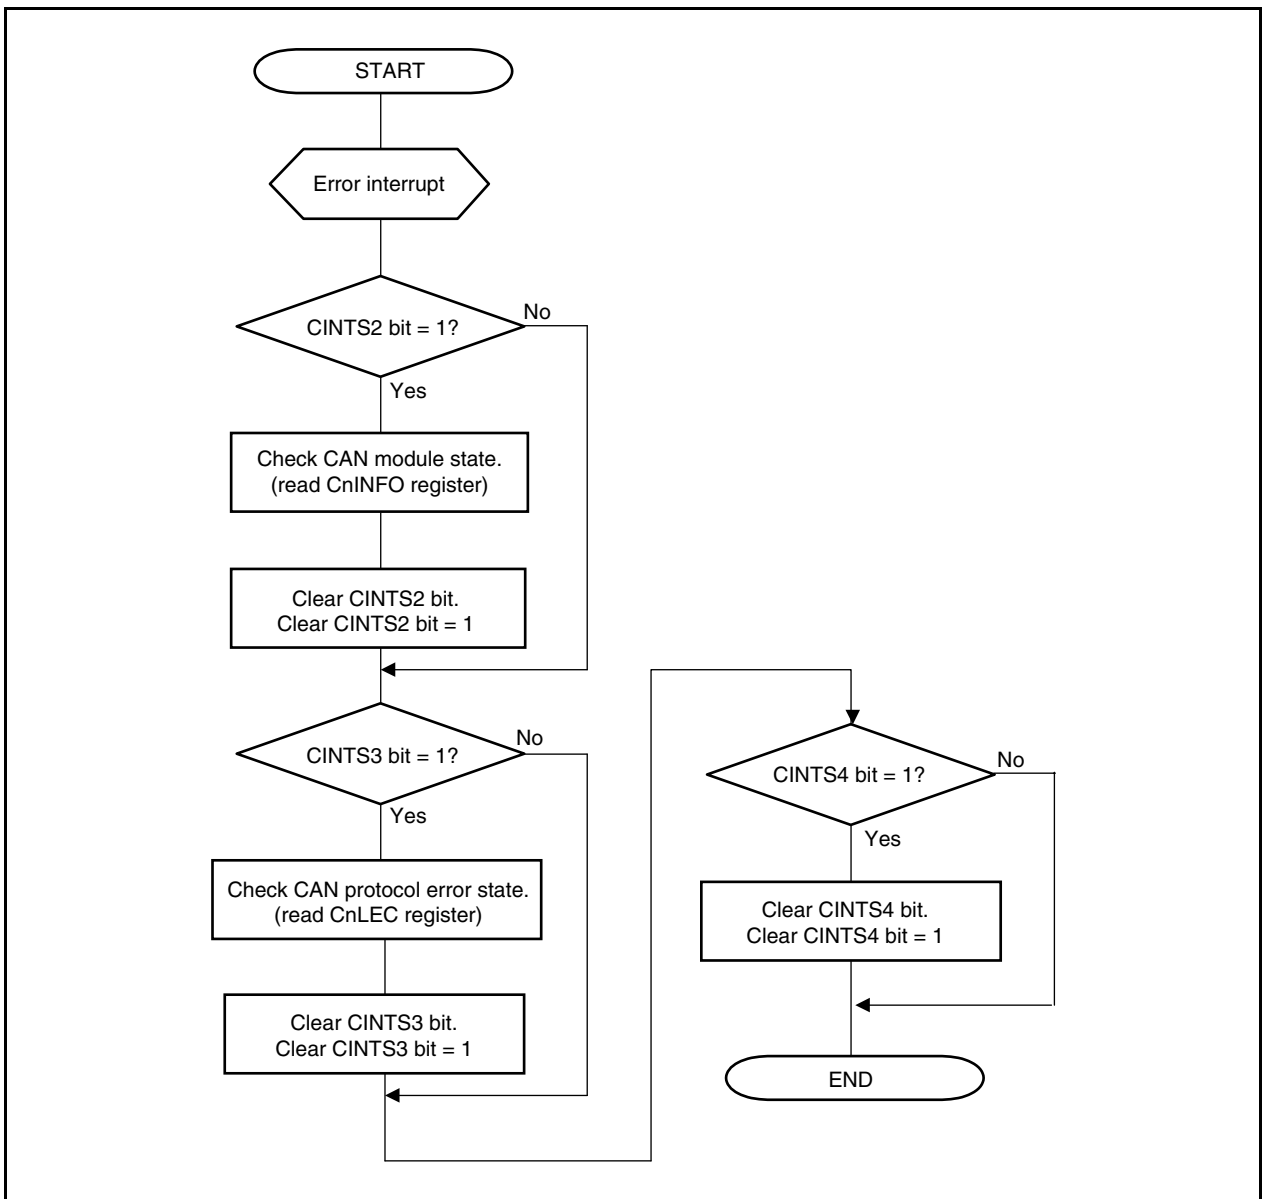 START
Error interrupt
CINTS2 bit = 1?
No
Yes
Check CAN module state.
(read CnINFO register)
Clear CINTS2 bit.
Clear CINTS2 bit = 1
CINTS3 bit = 1?
No
Yes
Check CAN protocol error state.
(read CnLEC register)
Clear CINTS3 bit.
Clear CINTS3 bit = 1
CINTS4 bit = 1?
No
Yes
Clear CINTS4 bit.
Clear CINTS4 bit = 1
END